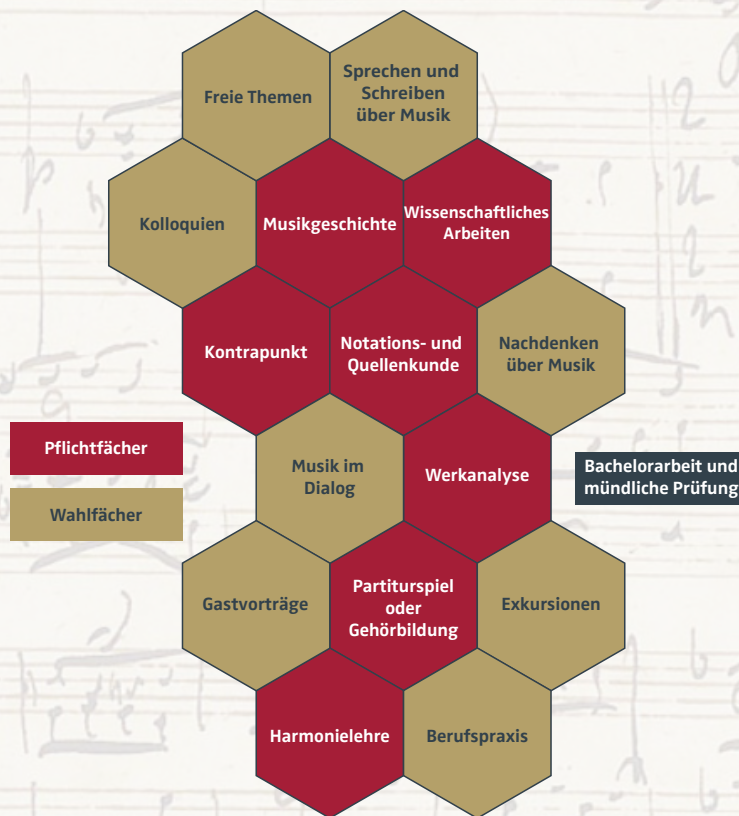 Freie Themen
Sprechen und
Schreiben
über Musik
Kolloquien
Musikgeschichte
Wissenschaftliches
Arbeiten
Kontrapunkt
Notations- und
Quellenkunde
Nachdenken
über Musik
Pflichtfächer
Wahlfächer
Musik im
Dialog
Werkanalyse
Bachelorarbeit und
mündliche Prüfung
Gastvorträge
Partiturspiel
oder
Gehörbildung
Exkursionen
Harmonielehre
Berufspraxis